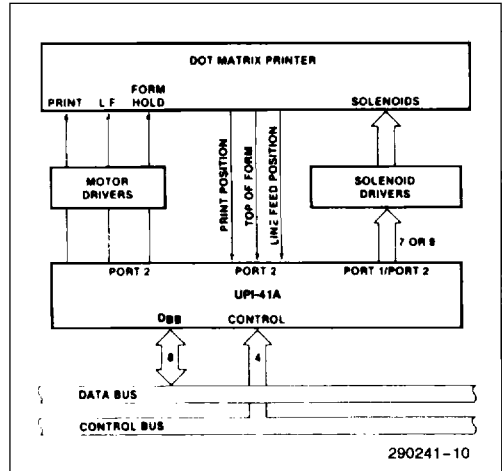 DOT MATRIX PRINTER
PRINT
L F
FORM
HOLD
SOLENOIDS
PRINT POSITION
TOP OF FORM
LINE FEED POSITION
MOTOR
DRIVERS
SOLENOID
DRIVERS
7 OR 9
PORT 2
PORT 2
PORT 1/PORT 2
UPI-41A
DBB
CONTROL
8
4
DATA BUS
CONTROL BUS
290241-10